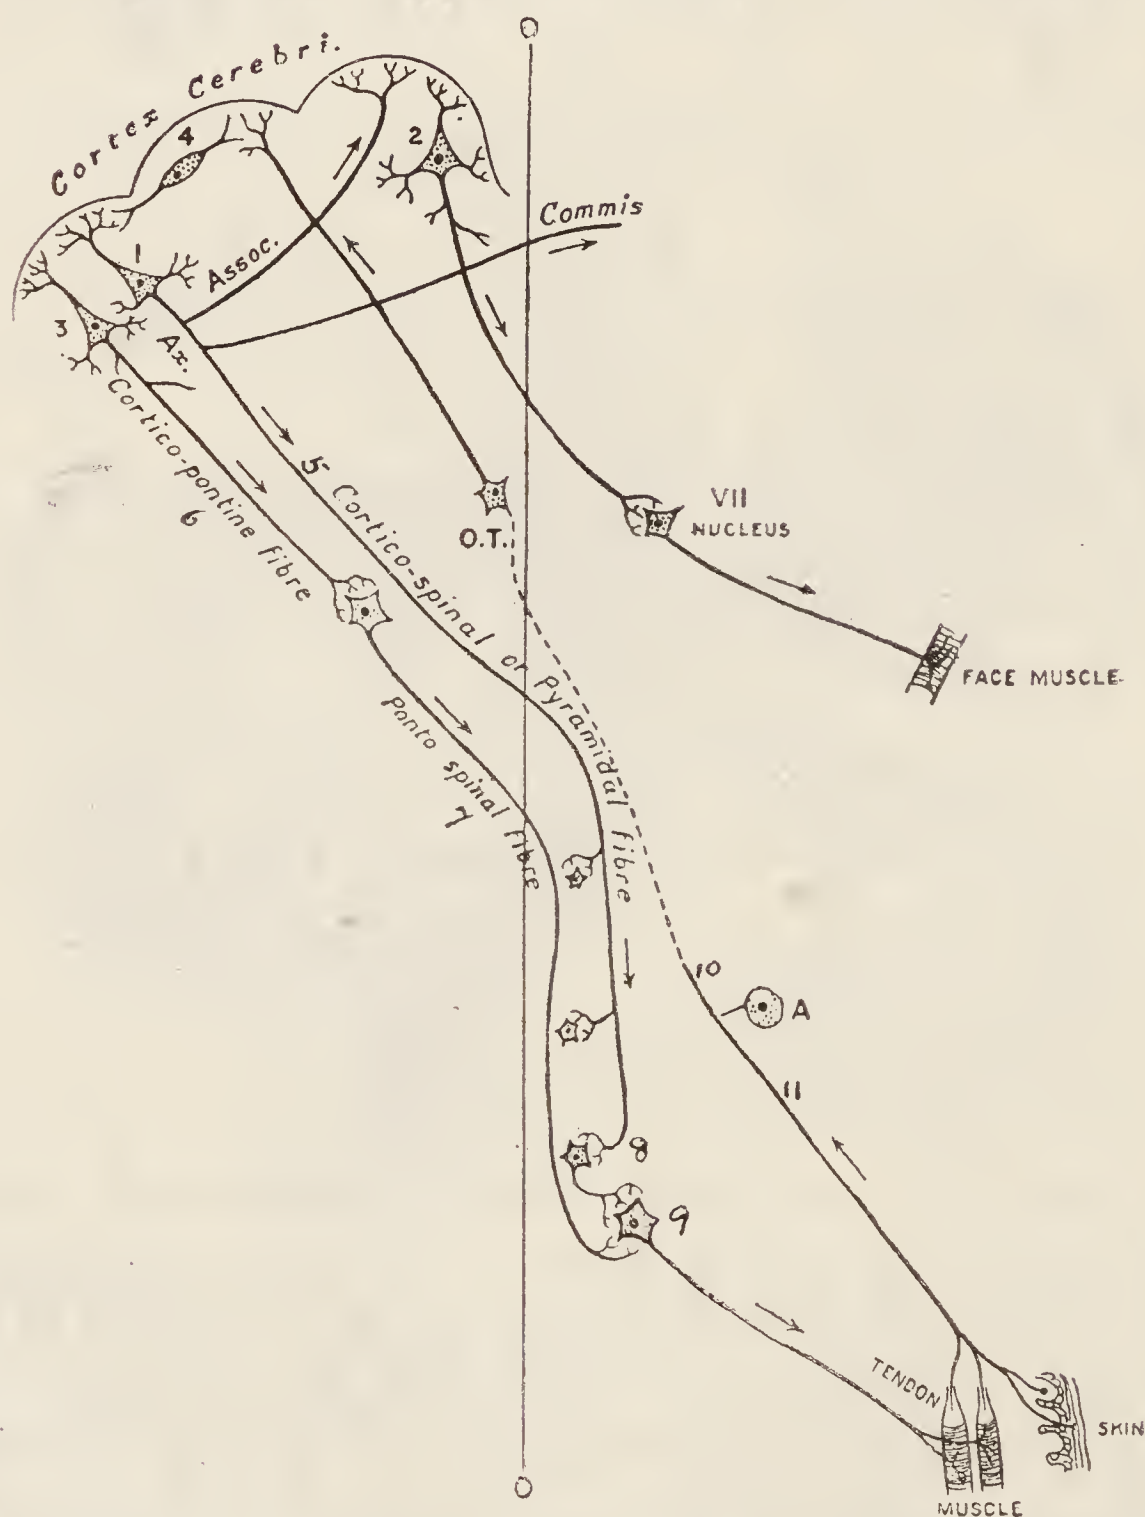 O
Cortex Cerebri.
4
2
Commis
1
Assoc.
3
Ax.
5 Cortico-spinal or Pyramidal fibre
Cortico-pontine fibre
6
VII
NUCLEUS
O.T.
FACE MUSCLE
Ponto spinal fibre
7
10
A
11
8
9
TENDON
SKIN
O
MUSCLE